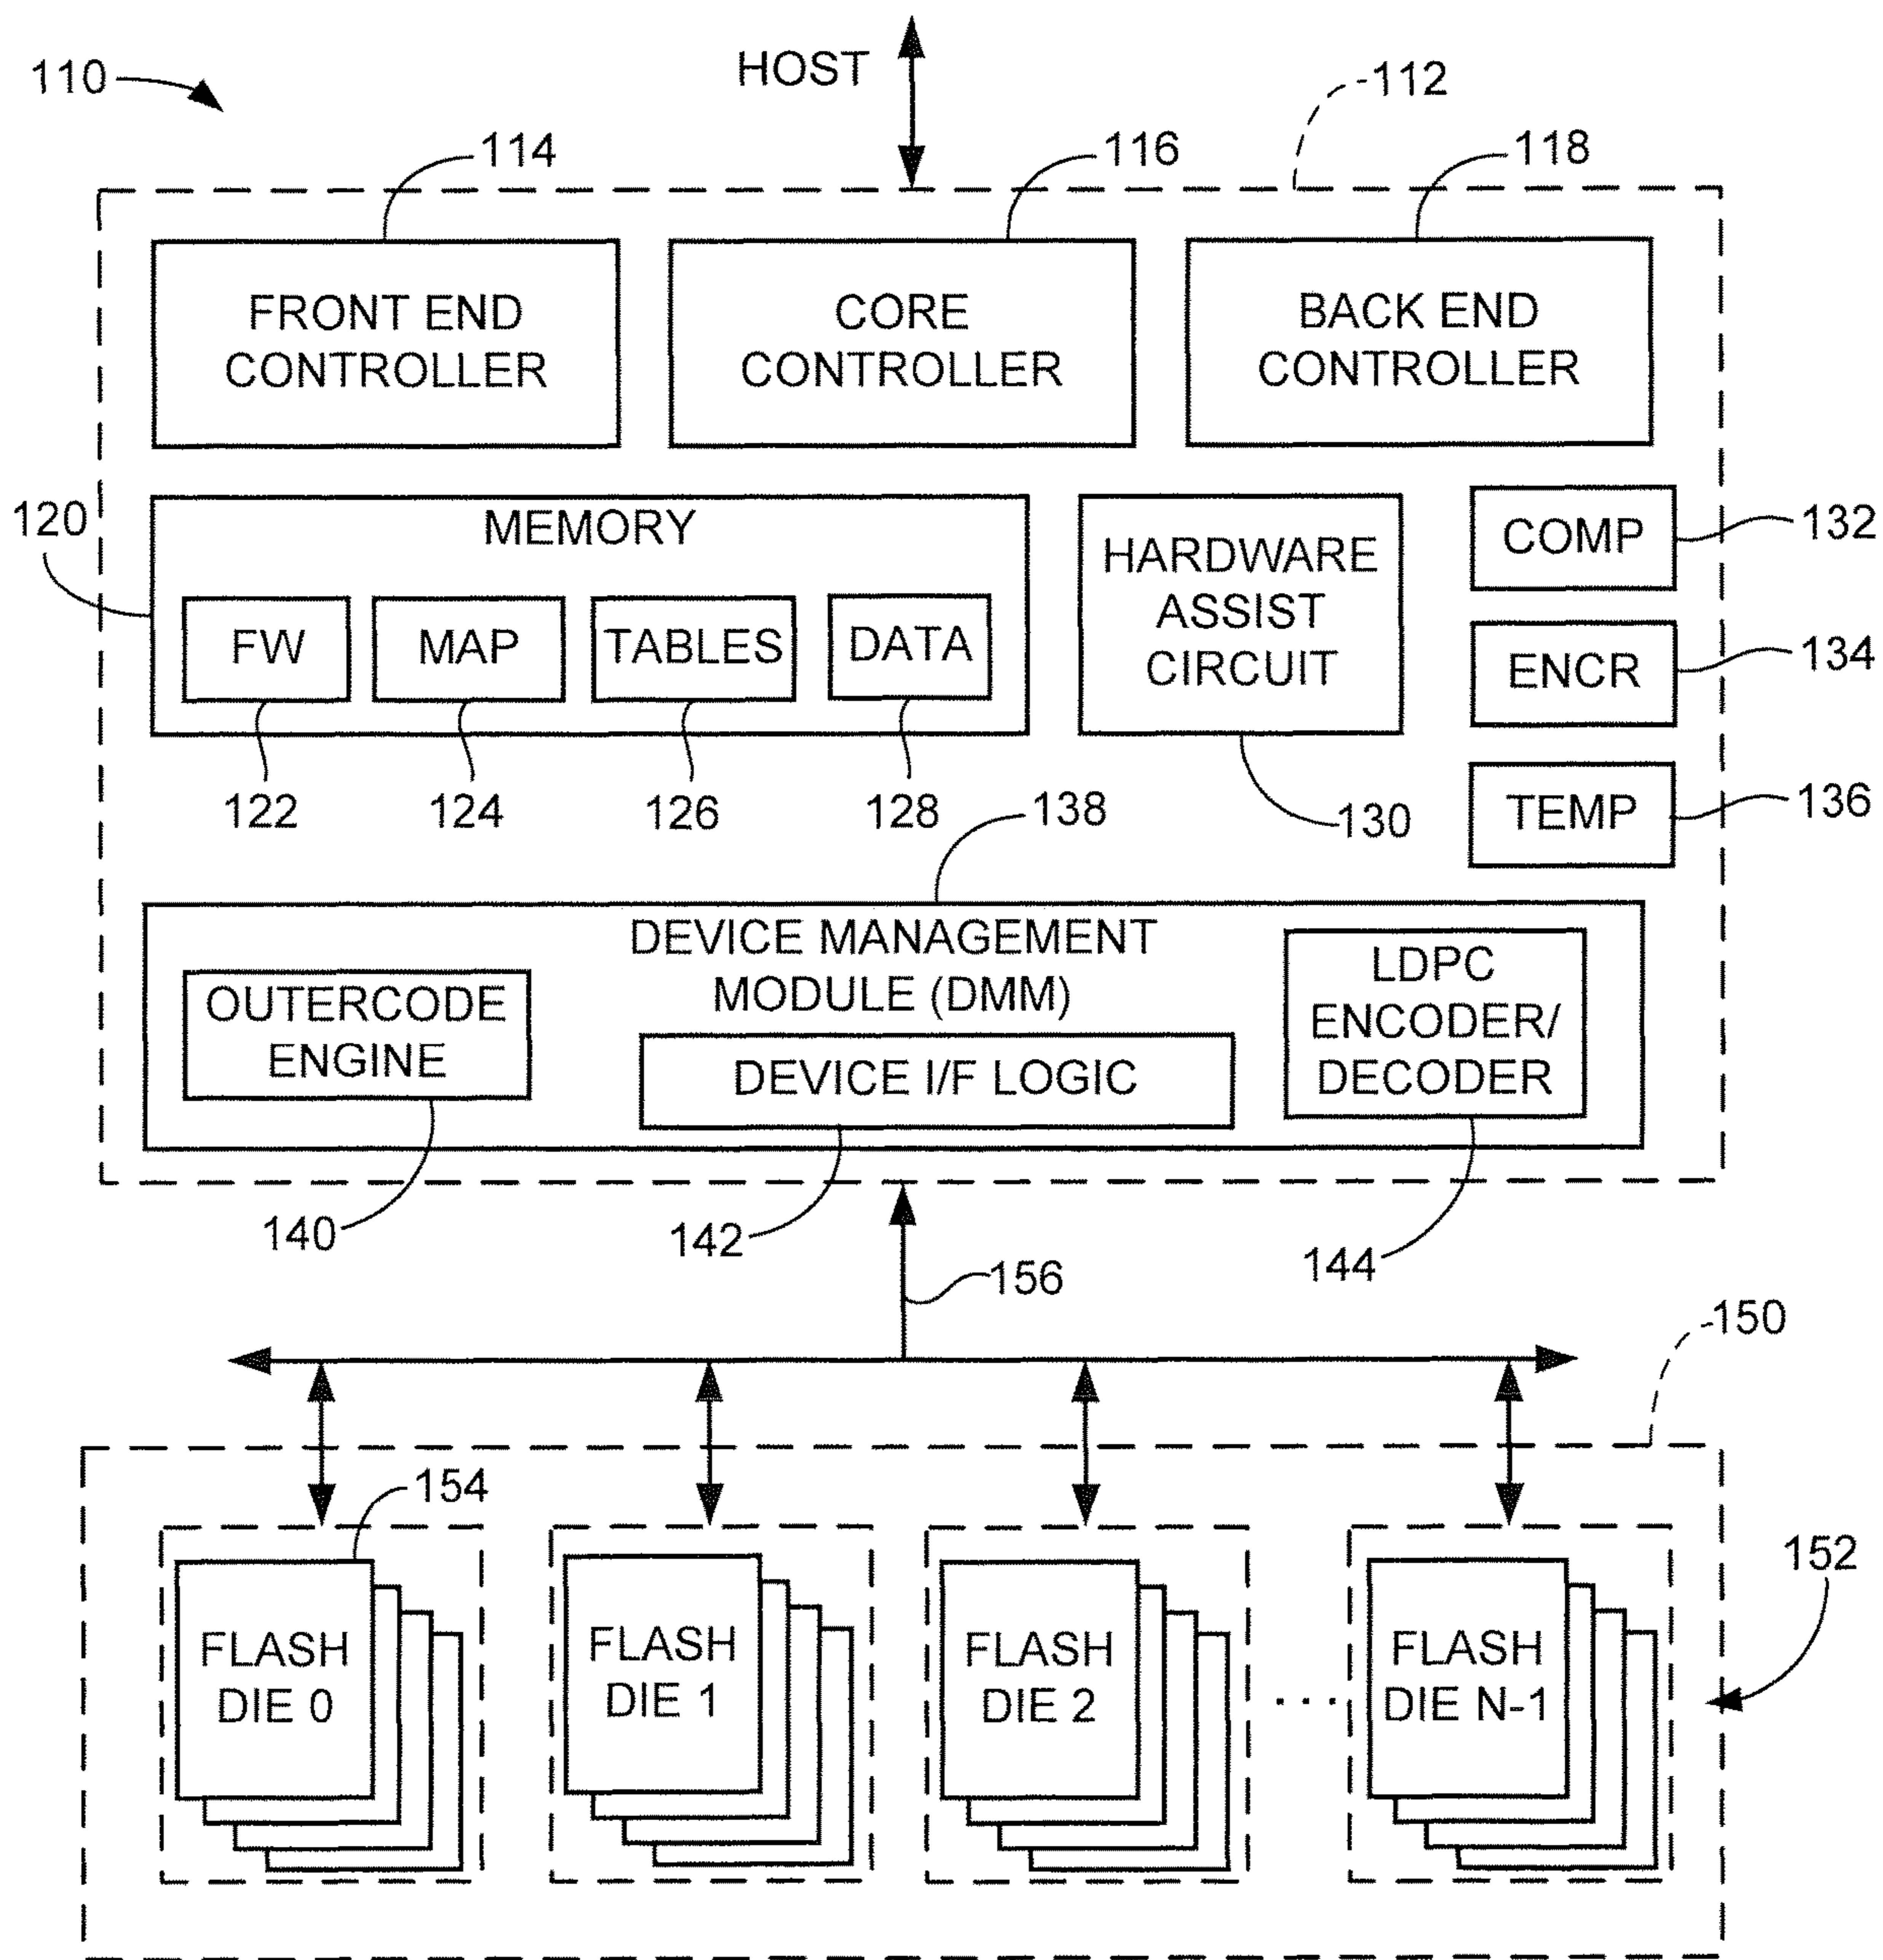 HOST
110
112
114
116
118
FRONT END
CONTROLLER
CORE
CONTROLLER
BACK END
CONTROLLER
120
MEMORY
FW
MAP
TABLES
DATA
122
124
126
128
HARDWARE
ASSIST
CIRCUIT
130
COMP
132
ENCR
134
TEMP
136
138
DEVICE MANAGEMENT
MODULE (DMM)
OUTERCODE
ENGINE
DEVICE I/F LOGIC
LDPC
ENCODER/
DECODER
140
142
144
156
150
154
152
FLASH
DIE 0
FLASH
DIE 1
FLASH
DIE 2
...
FLASH
DIE N-1